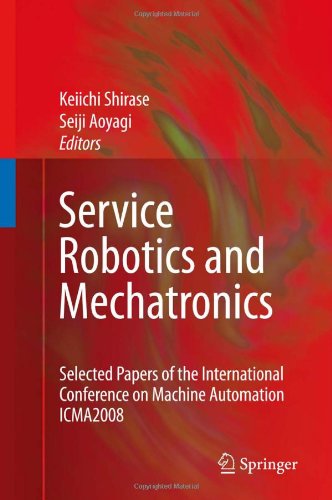 Keiichi Shirase
Seiji Aoyagi
Editors
Service
Robotics and
Mechatronics
Selected Papers of the International
Conference on Machine Automation
ICMA2008
Springer